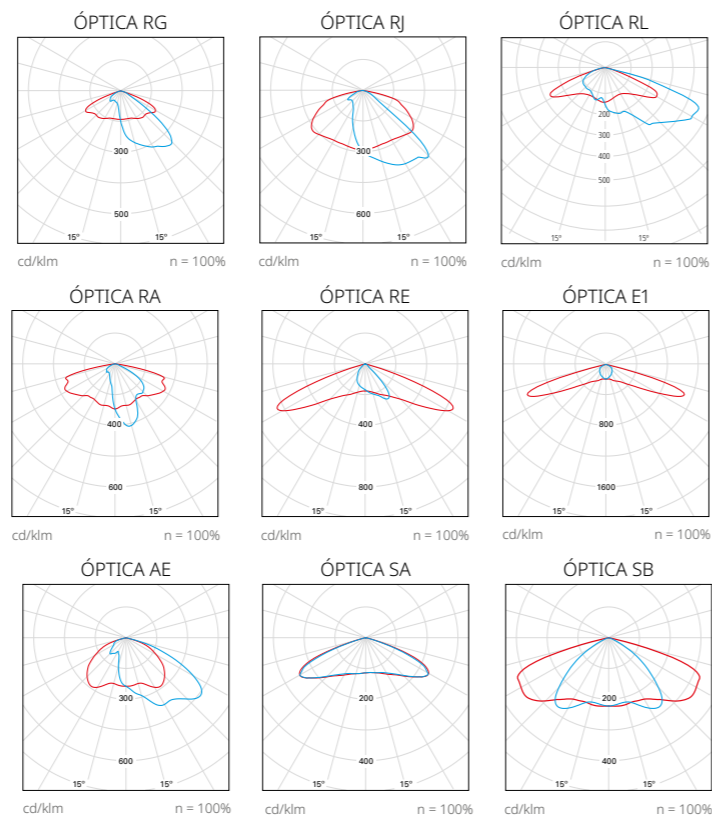 ÓPTICA RG
300
500
15° 15°
cd/klm n = 100%
ÓPTICA RJ
300
600
15° 15°
cd/klm n = 100%
ÓPTICA RL
200
300
400
500
15° 15°
cd/klm n = 100%
ÓPTICA RA
400
600
15° 15°
cd/klm n = 100%
ÓPTICA RE
400
800
15° 15°
cd/klm n = 100%
ÓPTICA E1
800
1600
15° 15°
cd/klm n = 100%
ÓPTICA AE
300
600
15° 15°
cd/klm n = 100%
ÓPTICA SA
200
400
15° 15°
cd/klm n = 100%
ÓPTICA SB
200
400
15° 15°
cd/klm n = 100%